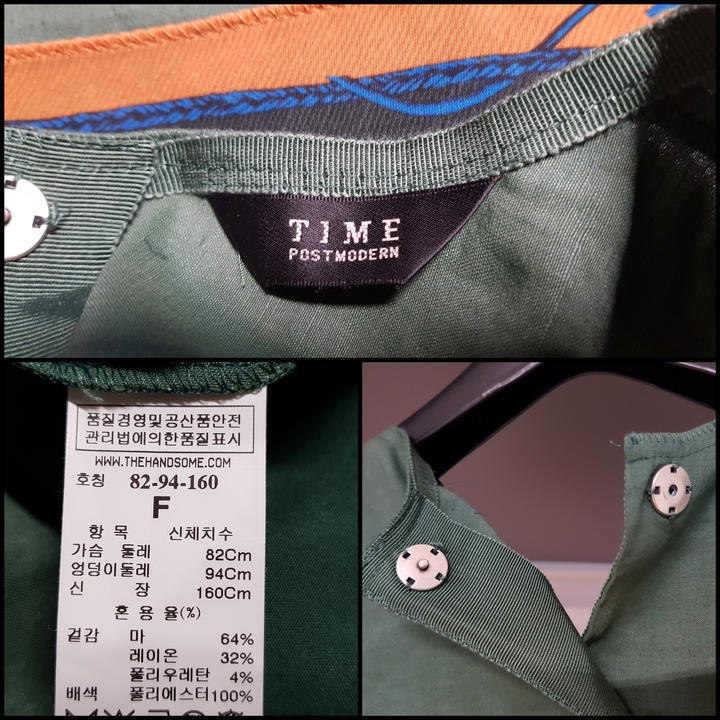 TIME
POSTMODERN
품질경영및공산품안전
관리법에의한품질표시
WWW.THEHANDSOME.COM
호칭 82-94-160
F
항 목 신체치수
가슴 둘레 82Cm
엉덩이둘레 94Cm
신 장 160Cm
혼 용 율(%)
겉감 마 64%
레이온 32%
폴리우레탄 4%
배색 폴리에스터100%